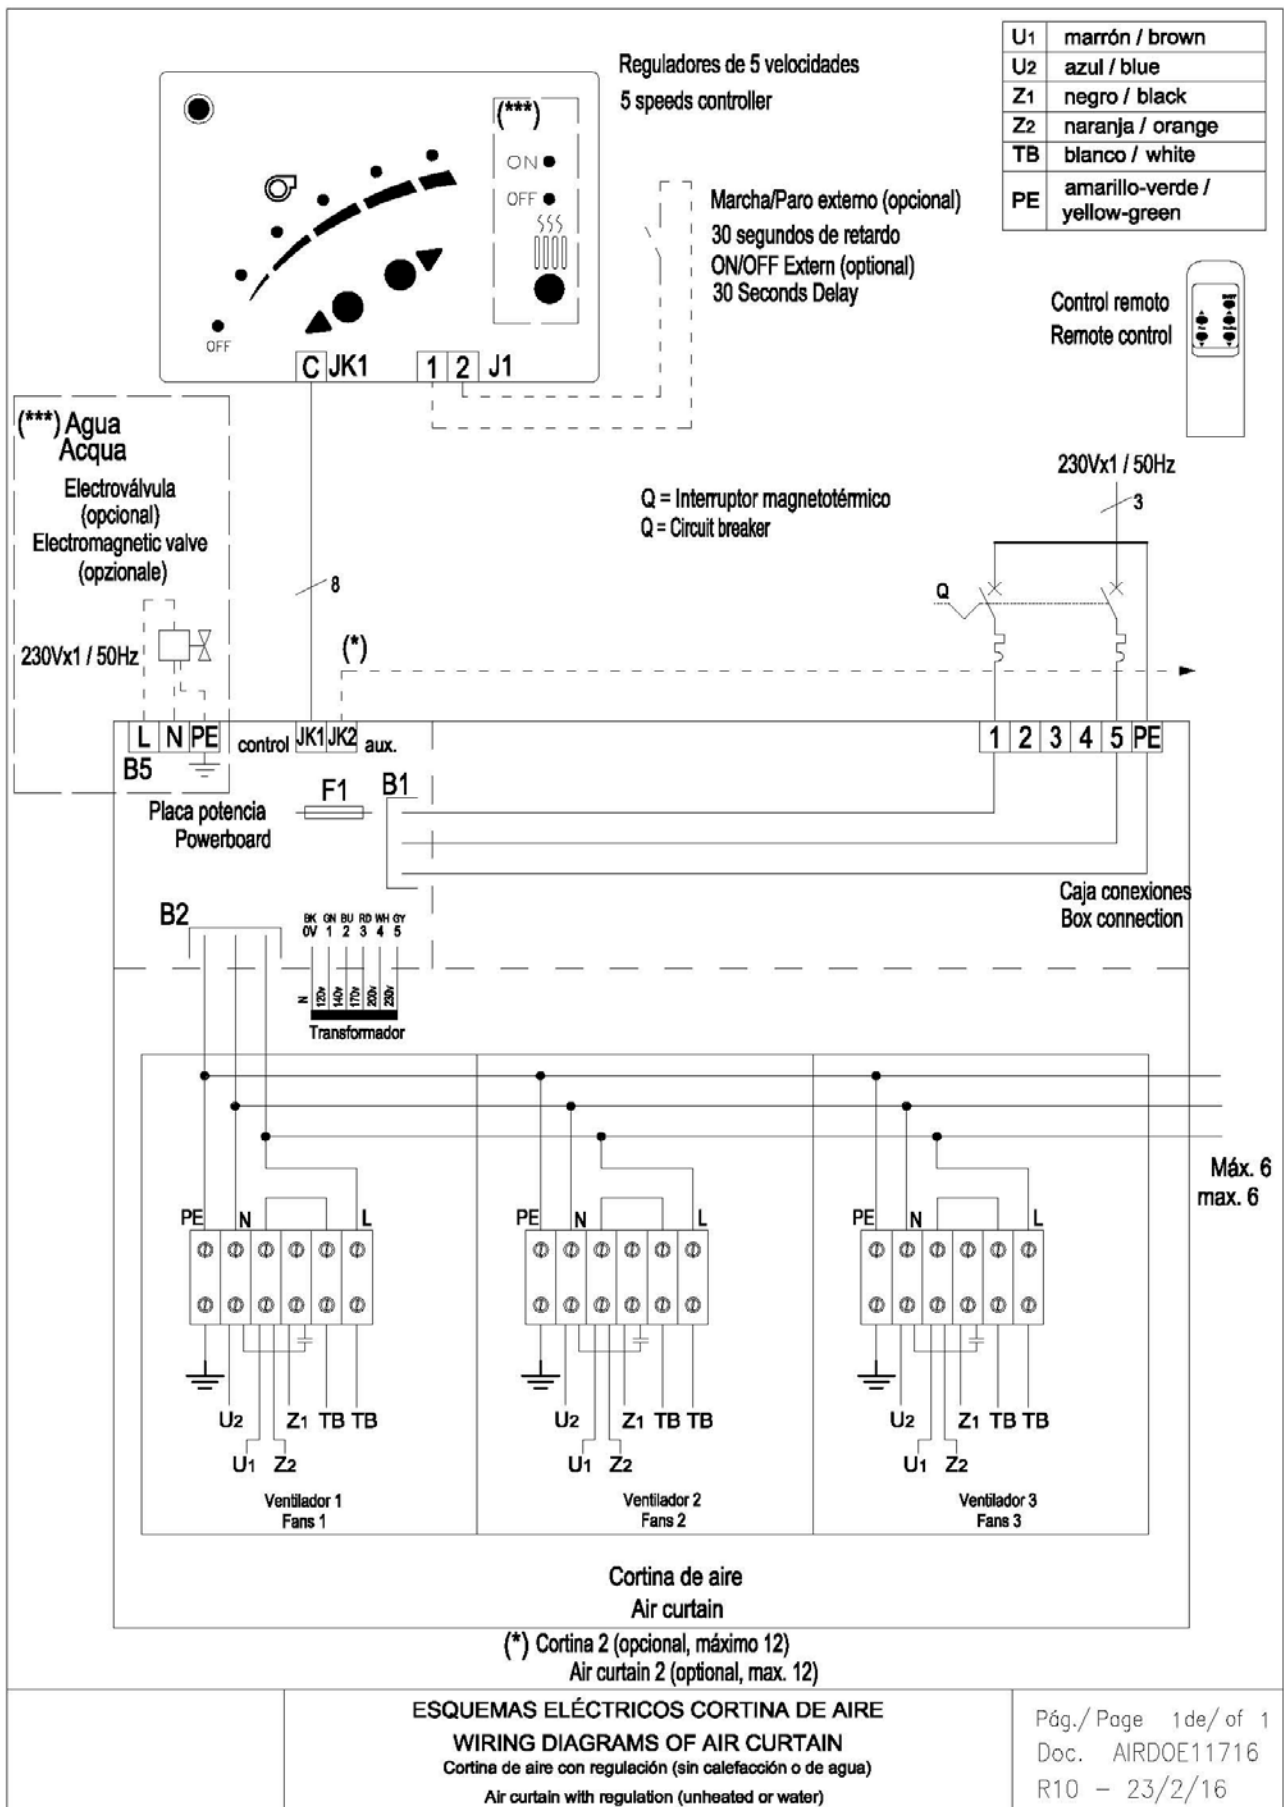 Reguladores de 5 velocidades
5 speeds controller
U1 marrón / brown
U2 azul / blue
Z1 negro / black
Z2 naranja / orange
TB blanco / white
PE amarillo-verde /
yellow-green
(***)
ON
OFF
OFF
C JK1
1 2 J1
Marcha/Paro externo (opcional)
30 segundos de retardo
ON/OFF Extern (optional)
30 Seconds Delay
Control remoto
Remote control
(***) Agua
Acqua
Electroválvula
(opcional)
Electromagnetic valve
(opzionale)
230Vx1 / 50Hz
8
(*)
Q = Interruptor magnetotérmico
Q = Circuit breaker
230Vx1 / 50Hz
3
Q
L N PE
B5
control JK1 JK2 aux.
1 2 3 4 5 PE
Placa potencia
Powerboard
F1
B1
Caja conexiones
Box connection
B2
BK GN BU RD WH GY
0V 1 2 3 4 5
N 120v 140v 170v 200v 230v
Transformador
Máx. 6
max. 6
PE N L
PE N L
PE N L
U2 Z1 TB TB
U1 Z2
U2 Z1 TB TB
U1 Z2
U2 Z1 TB TB
U1 Z2
Ventilador 1
Fans 1
Ventilador 2
Fans 2
Ventilador 3
Fans 3
Cortina de aire
Air curtain
(*) Cortina 2 (opcional, máximo 12)
Air curtain 2 (optional, max. 12)
ESQUEMAS ELÉCTRICOS CORTINA DE AIRE
WIRING DIAGRAMS OF AIR CURTAIN
Cortina de aire con regulación (sin calefacción o de agua)
Air curtain with regulation (unheated or water)
Pág./ Page 1de/ of 1
Doc. AIRDOE11716
R10 – 23/2/16